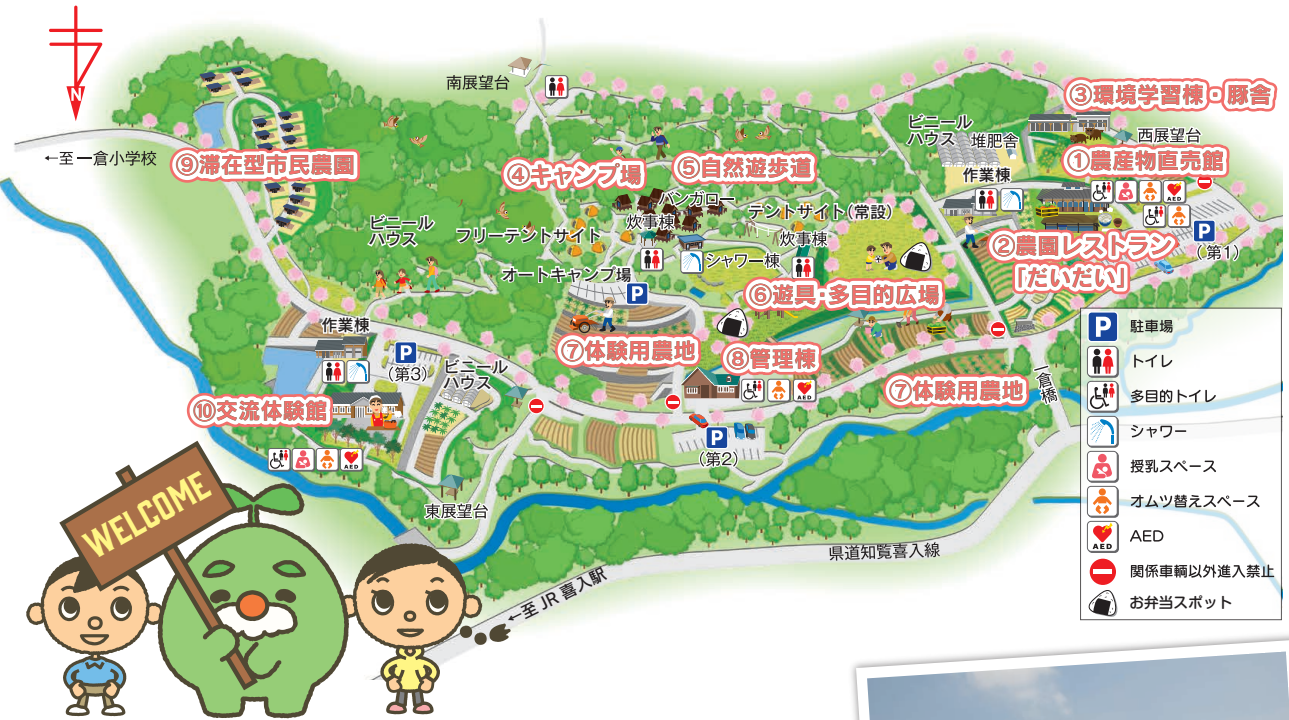 N
南展望台
③環境学習棟・豚舎
ビニール
ハウス
堆肥舎
西展望台
←至一倉小学校
⑨滞在型市民農園
④キャンプ場
⑤自然遊歩道
①農産物直売館
作業棟
AED
バンガロー
ビニール
ハウス
フリーテントサイト
炊事棟
テントサイト(常設)
炊事棟
P
(第1)
②農園レストラン
「だいだい」
シャワー棟
オートキャンプ場
P
⑥遊具・多目的広場
作業棟
P
(第3)
ビニール
ハウス
⑦体験用農地
⑧管理棟
AED
⑦体験用農地
一倉橋
⑩交流体験館
AED
P
(第2)
東展望台
県道知覧喜入線
←至JR喜入駅
WELCOME
P 駐車場
トイレ
多目的トイレ
シャワー
授乳スペース
オムツ替えスペース
AED AED
関係車輌以外進入禁止
お弁当スポット